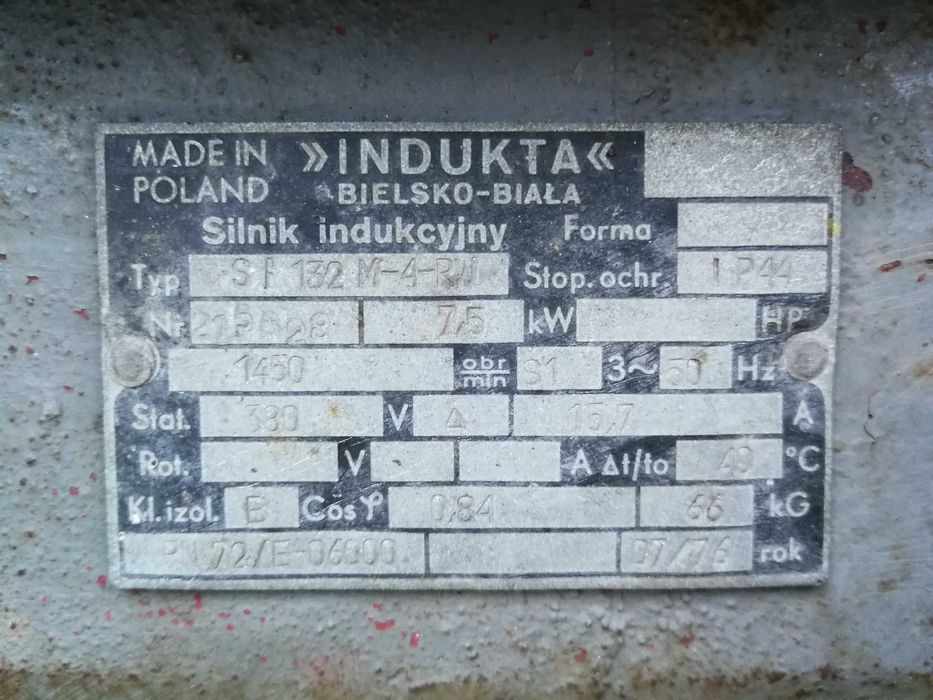 MADE IN POLAND »INDUKTA«
BIELSKO-BIAŁA
Silnik indukcyjny Forma
Typ 132 M-4-RW Stop. ochr. IP44
Nr 7,5 kW HP
1450 obr/min S1 3~ 50 Hz
Stat. 380 V Δ 15,7 A
Rot. V A Δt/to 40 °C
Kl. izol. B Cos φ 0,84 66 kG
72/E-06000 07/76 rok